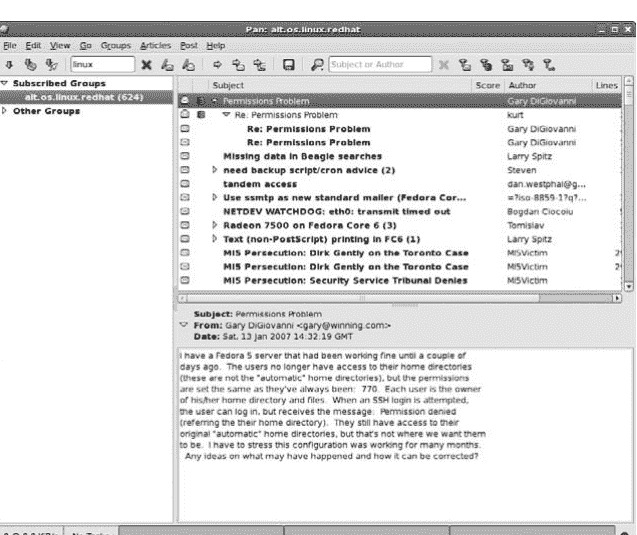 Pan: alt.os.linux.redhat
File Edit View Go Groups Articles Post Help
linux
Subject or Author
Subscribed Groups
alt.os.linux.redhat (624)
Other Groups
Subject Score Author Lines
Permissions Problem Gary DiGiovanni
Re: Permissions Problem kurt
Re: Permissions Problem Gary DiGiovanni
Re: Permissions Problem Gary DiGiovanni
Missing data in Beagle searches Larry Spitz
need backup script/cron advice (2) Steven
tandem access dan.westphal@g...
Use ssmtp as new standard mailer (Fedora Cor... =?iso-8859-1?q?...
NETDEV WATCHDOG: eth0: transmit timed out Bogdan Ciocoiu
Radeon 7500 on Fedora Core 6 (3) Tomislav
Text (non-PostScript) printing in FC6 (1) Larry Spitz
MI5 Persecution: Dirk Gently on the Toronto Case MI5Victim
MI5 Persecution: Dirk Gently on the Toronto Case MI5Victim
MI5 Persecution: Security Service Tribunal Denies MI5Victim
Subject: Permissions Problem
From: Gary DiGiovanni <gary@winning.com>
Date: Sat, 13 Jan 2007 14:32:19 GMT
I have a Fedora 5 server that had been working fine until a couple of
days ago. The users no longer have access to their home directories
(these are not the "automatic" home directories), but the permissions
are set the same as they've always been: 770. Each user is the owner
of his/her home directory and files. When an SSH login is attempted,
the user can log in, but receives the message: Permission denied
(referring the their home directory). They still have access to their
original "automatic" home directories, but that's not where we want them
to be. I have to stress this configuration was working for many months.
Any ideas on what may have happened and how it can be corrected?